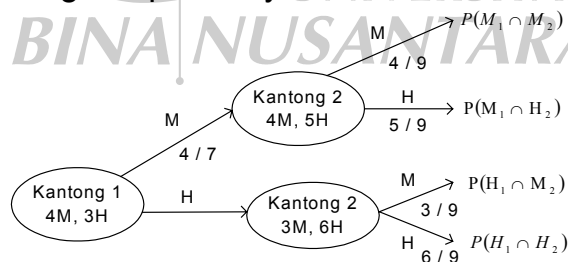 BINA NUSANTARA
M
4 / 9
P(M₁ ∩ M₂)
Kantong 2
4M, 5H
H
5 / 9
P(M₁ ∩ H₂)
M
4 / 7
Kantong 1
4M, 3H
H
Kantong 2
3M, 6H
M
3 / 9
P(H₁ ∩ M₂)
H
6 / 9
P(H₁ ∩ H₂)